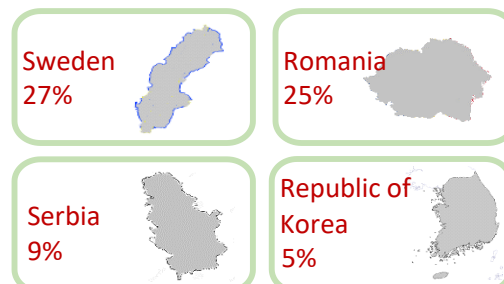 Sweden
27%
Romania
25%
Serbia
9%
Republic of
Korea
5%